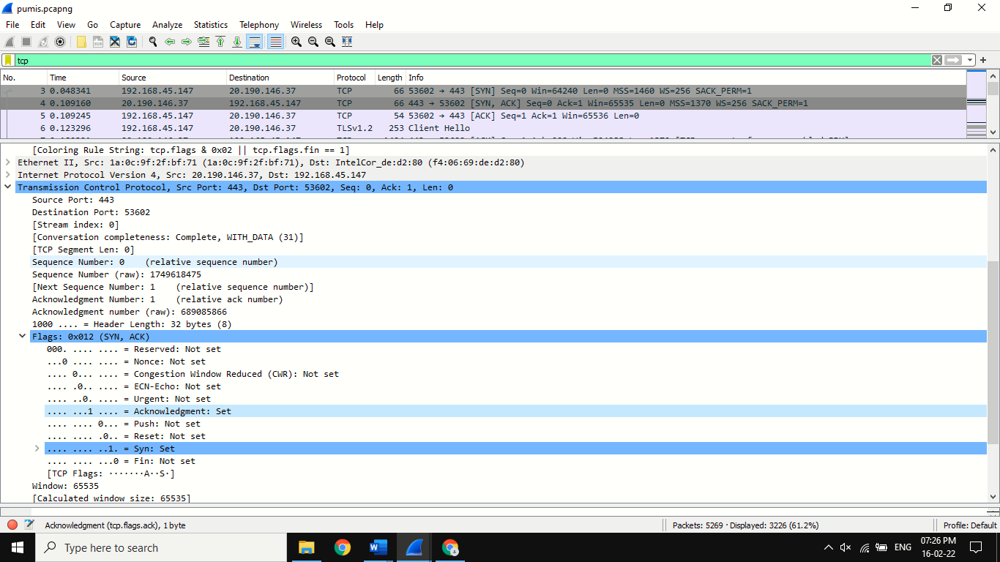 pumis.pcapng
File Edit View Go Capture Analyze Statistics Telephony Wireless Tools Help
tcp
No. Time Source Destination Protocol Length Info
3 0.048341 192.168.45.147 20.190.146.37 TCP 66 53602 → 443 [SYN] Seq=0 Win=64240 Len=0 MSS=1460 WS=256 SACK_PERM=1
4 0.109160 20.190.146.37 192.168.45.147 TCP 66 443 → 53602 [SYN, ACK] Seq=0 Ack=1 Win=65535 Len=0 MSS=1370 WS=256 SACK_PERM=1
5 0.109245 192.168.45.147 20.190.146.37 TCP 54 53602 → 443 [ACK] Seq=1 Ack=1 Win=65536 Len=0
6 0.123296 192.168.45.147 20.190.146.37 TLSv1.2 253 Client Hello
[Coloring Rule String: tcp.flags & 0x02 || tcp.flags.fin == 1]
Ethernet II, Src: 1a:0c:9f:2f:bf:71 (1a:0c:9f:2f:bf:71), Dst: IntelCor_de:d2:80 (f4:06:69:de:d2:80)
Internet Protocol Version 4, Src: 20.190.146.37, Dst: 192.168.45.147
Transmission Control Protocol, Src Port: 443, Dst Port: 53602, Seq: 0, Ack: 1, Len: 0
Source Port: 443
Destination Port: 53602
[Stream index: 0]
[Conversation completeness: Complete, WITH_DATA (31)]
[TCP Segment Len: 0]
Sequence Number: 0 (relative sequence number)
Sequence Number (raw): 1749618475
[Next Sequence Number: 1 (relative sequence number)]
Acknowledgment Number: 1 (relative ack number)
Acknowledgment number (raw): 689085866
1000 .... = Header Length: 32 bytes (8)
Flags: 0x012 (SYN, ACK)
000. .... .... = Reserved: Not set
...0 .... .... = Nonce: Not set
.... 0... .... = Congestion Window Reduced (CWR): Not set
.... .0.. .... = ECN-Echo: Not set
.... ..0. .... = Urgent: Not set
.... ...1 .... = Acknowledgment: Set
.... .... 0... = Push: Not set
.... .... .0.. = Reset: Not set
.... .... ..1. = Syn: Set
.... .... ...0 = Fin: Not set
[TCP Flags: ·······A··S·]
Window: 65535
[Calculated window size: 65535]
Acknowledgment (tcp.flags.ack), 1 byte Packets: 5269 · Displayed: 3226 (61.2%) Profile: Default
Type here to search ENG 07:26 PM
16-02-22